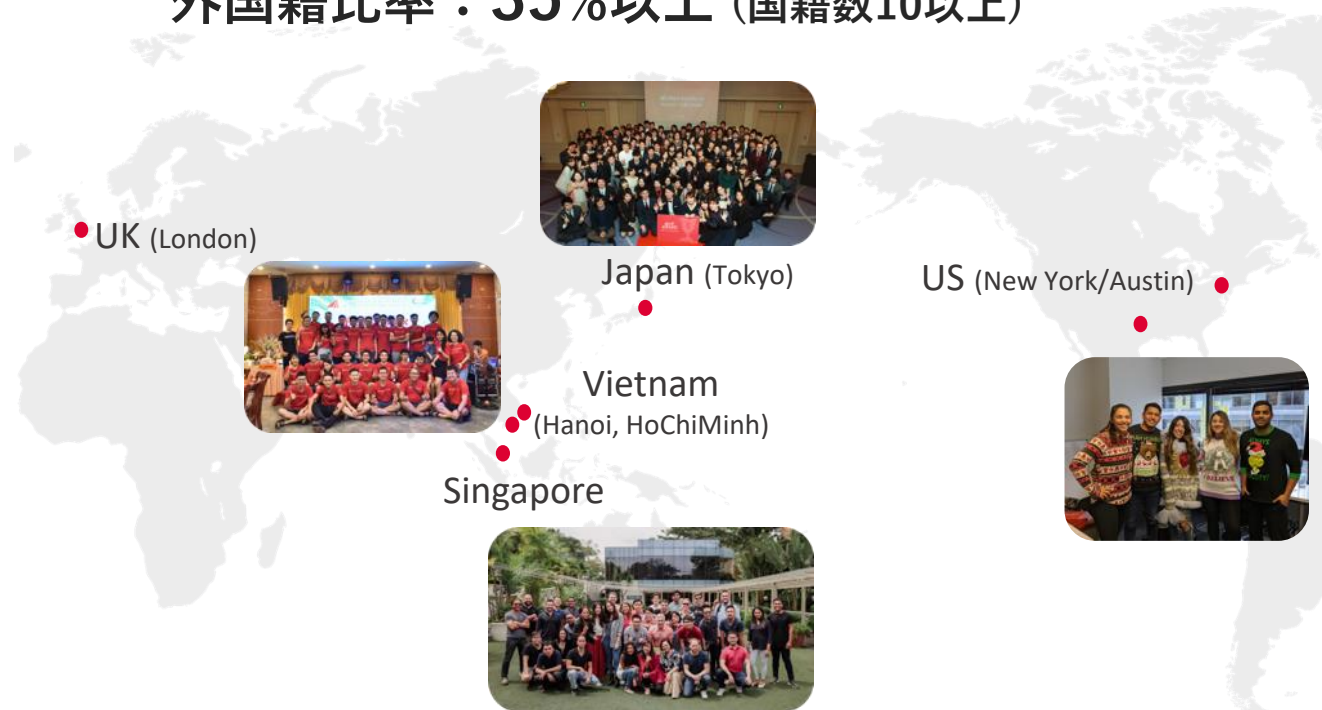 外国籍比率：35%以上 (国籍数10以上)
UK (London)
Japan (Tokyo)
US (New York/Austin)
Vietnam
(Hanoi, HoChiMinh)
Singapore